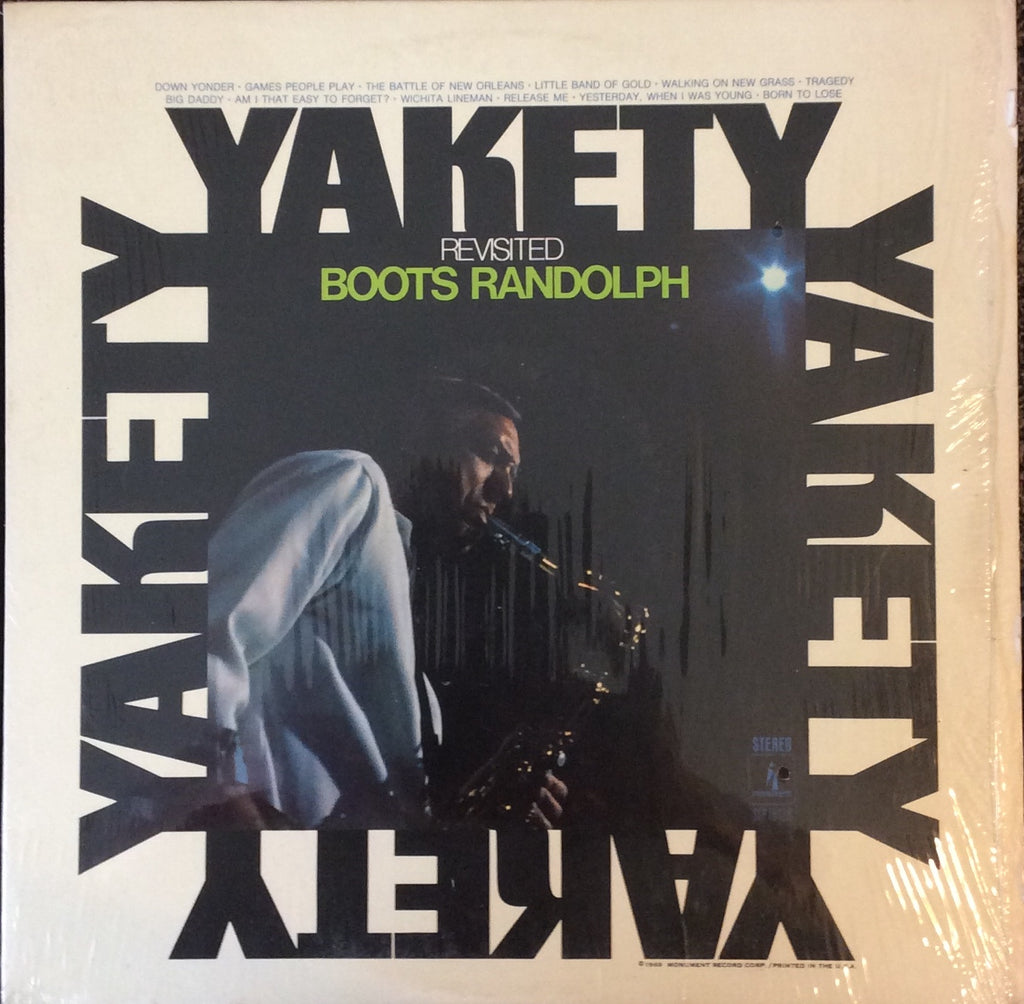 DOWN YONDER · GAMES PEOPLE PLAY · THE BATTLE OF NEW ORLEANS · LITTLE BAND OF GOLD · WALKING ON NEW GRASS · TRAGEDY
BIG DADDY · AM I THAT EASY TO FORGET? · WICHITA LINEMAN · RELEASE ME · YESTERDAY, WHEN I WAS YOUNG · BORN TO LOSE
YAKETY
REVISITED
BOOTS RANDOLPH
YAKETY
YAKETY
STEREO
YAKETY
MONUMENT RECORD CORP. / PRINTED IN THE U.S.A.